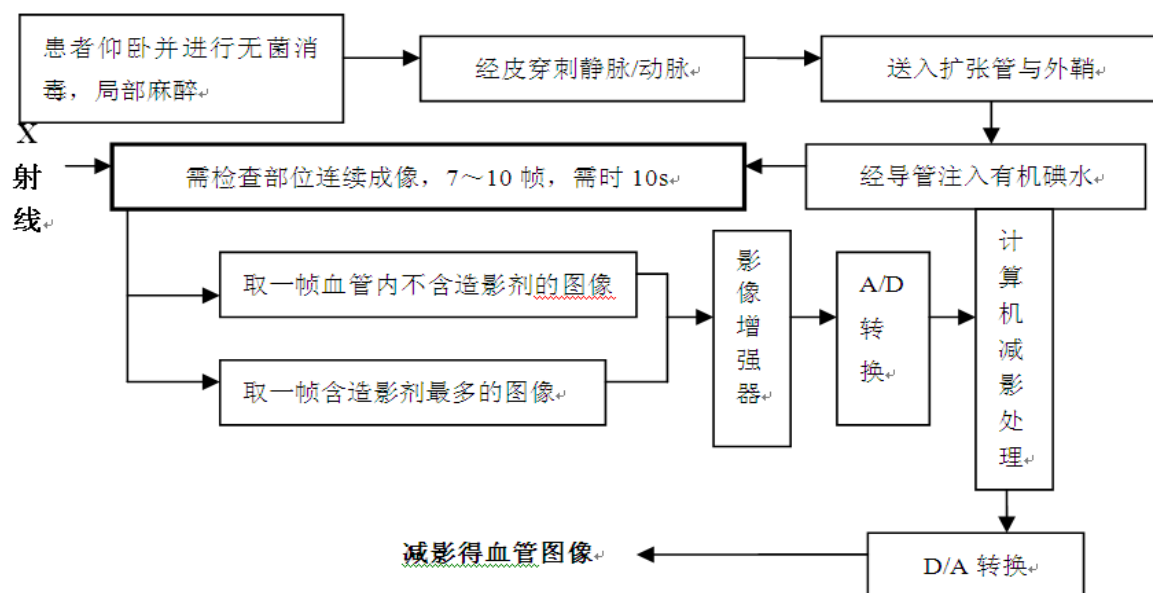 患者仰卧并进行无菌消
毒，局部麻醉
经皮穿刺静脉/动脉
送入扩张管与外鞘
X
射
线
需检查部位连续成像，7～10 帧，需时 10s
经导管注入有机碘水
取一帧血管内不含造影剂的图像
取一帧含造影剂最多的图像
影
像
增
强
器
A/D
转
换
计
算
机
减
影
处
理
减影得血管图像
D/A 转换